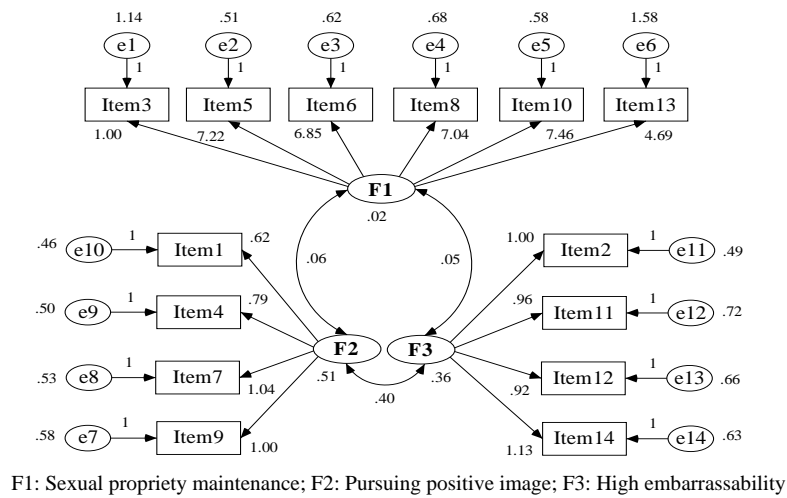 1.14 .51 .62 .68 .58 1.58
e1 e2 e3 e4 e5 e6
1 1 1 1 1 1
Item3 Item5 Item6 Item8 Item10 Item13
1.00 7.22 6.85 7.04 7.46 4.69
F1
.02
.46 e10 1 Item1 .62 .06 .05 1.00 Item2 1 e11 .49
.50 e9 1 Item4 .79 .96 Item11 1 e12 .72
F2 F3
.53 e8 1 Item7 1.04 .51 .40 .36 .92 Item12 1 e13 .66
.58 e7 1 Item9 1.00 1.13 Item14 1 e14 .63
F1: Sexual propriety maintenance; F2: Pursuing positive image; F3: High embarrassability